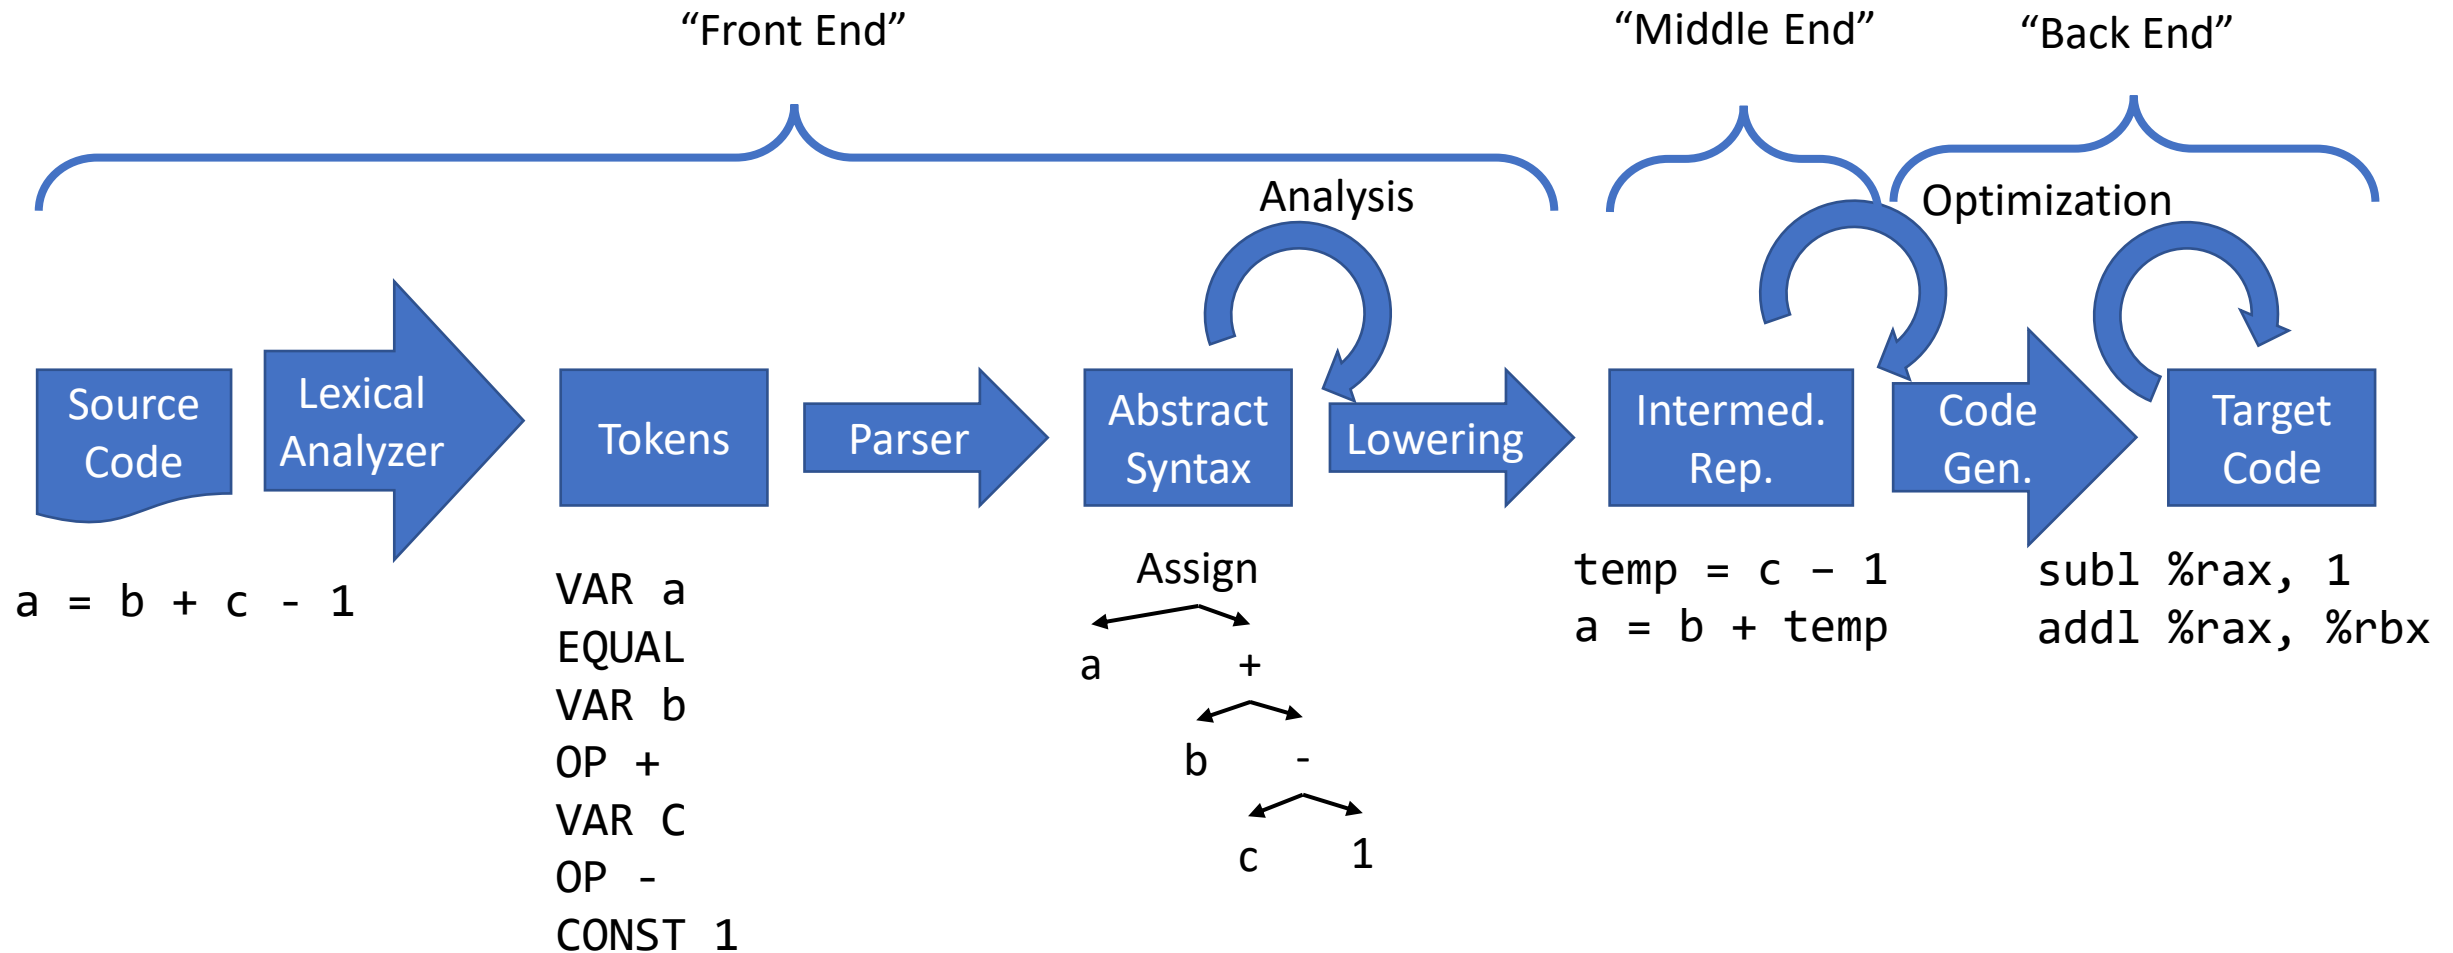 “Front End”
“Middle End”
“Back End”
Analysis
Optimization
Source
Code
Lexical
Analyzer
Tokens
Parser
Abstract
Syntax
Lowering
Intermed.
Rep.
Code
Gen.
Target
Code
a = b + c - 1
VAR a
EQUAL
VAR b
OP +
VAR C
OP -
CONST 1
Assign
a +
b -
c 1
temp = c – 1
a = b + temp
subl %rax, 1
addl %rax, %rbx